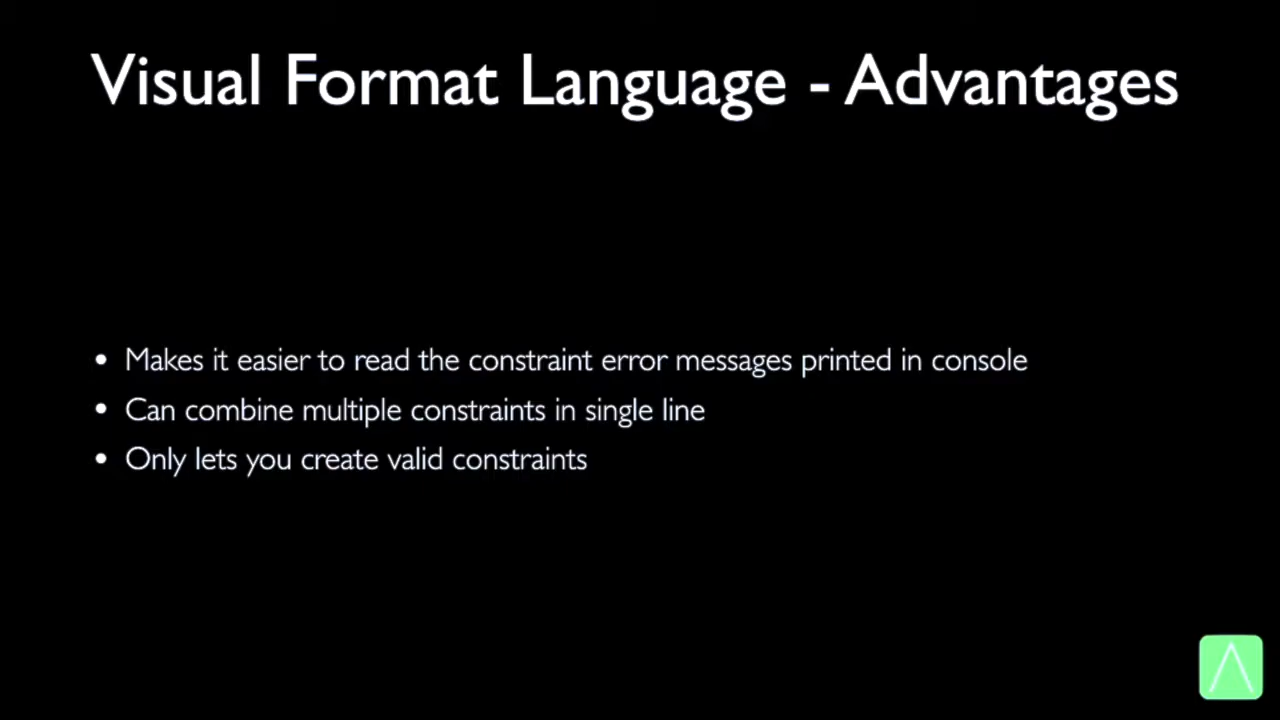 Visual Format Language - Advantages
• Makes it easier to read the constraint error messages printed in console
• Can combine multiple constraints in single line
• Only lets you create valid constraints